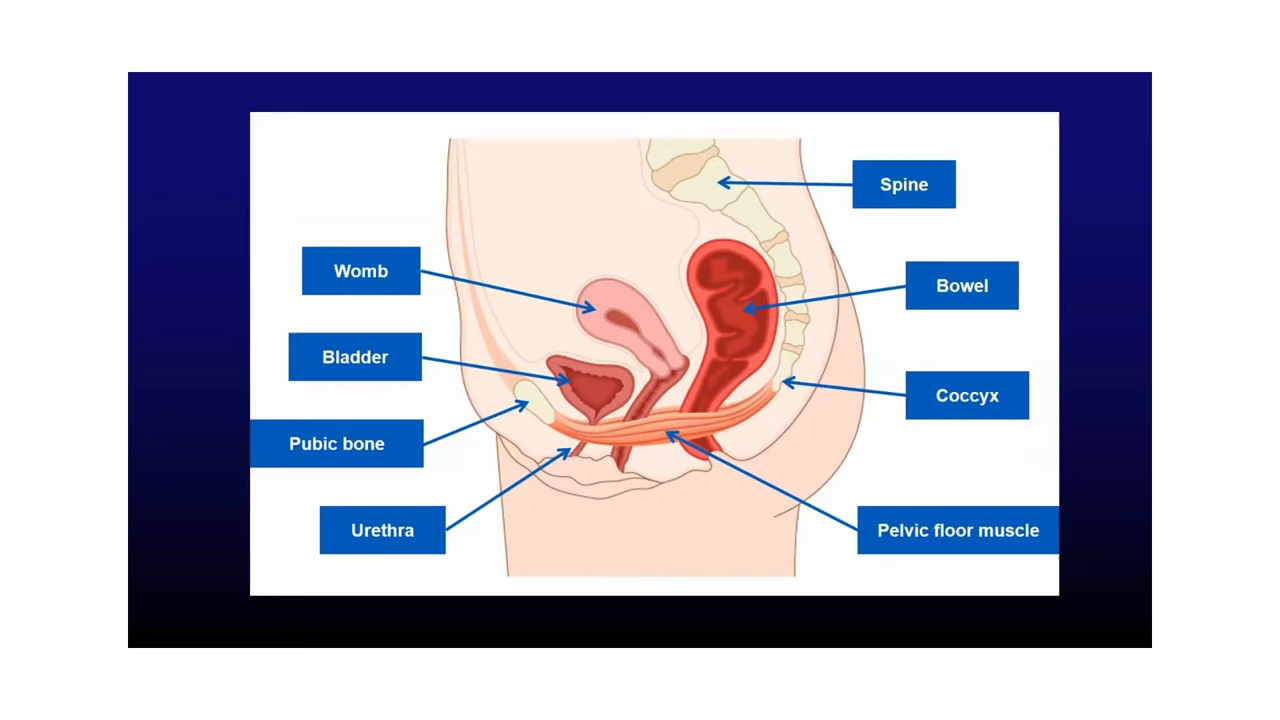 Spine
Womb
Bowel
Bladder
Coccyx
Pubic bone
Urethra
Pelvic floor muscle